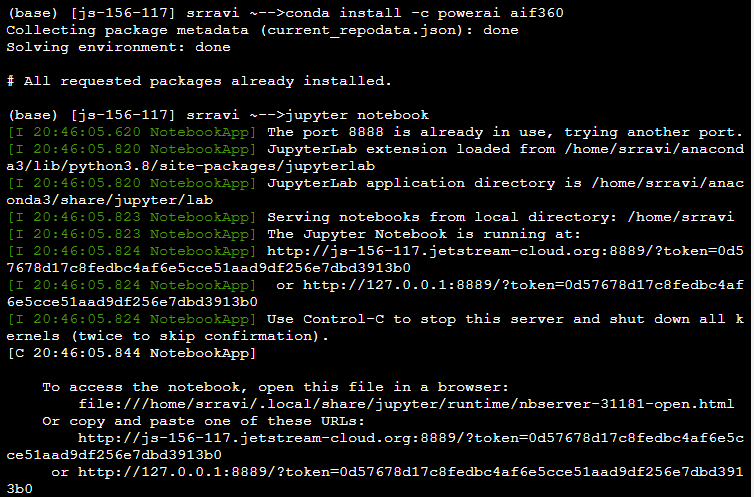 (base) [js-156-117] srravi ~-->conda install -c powerai aif360
Collecting package metadata (current_repodata.json): done
Solving environment: done

# All requested packages already installed.

(base) [js-156-117] srravi ~-->jupyter notebook
[I 20:46:05.620 NotebookApp] The port 8888 is already in use, trying another port.
[I 20:46:05.820 NotebookApp] JupyterLab extension loaded from /home/srravi/anacond
a3/lib/python3.8/site-packages/jupyterlab
[I 20:46:05.820 NotebookApp] JupyterLab application directory is /home/srravi/anac
onda3/share/jupyter/lab
[I 20:46:05.823 NotebookApp] Serving notebooks from local directory: /home/srravi
[I 20:46:05.823 NotebookApp] The Jupyter Notebook is running at:
[I 20:46:05.824 NotebookApp] http://js-156-117.jetstream-cloud.org:8889/?token=0d5
7678d17c8fedbc4af6e5cce51aad9df256e7dbd3913b0
[I 20:46:05.824 NotebookApp]  or http://127.0.0.1:8889/?token=0d57678d17c8fedbc4af
6e5cce51aad9df256e7dbd3913b0
[I 20:46:05.824 NotebookApp] Use Control-C to stop this server and shut down all k
ernels (twice to skip confirmation).
[C 20:46:05.844 NotebookApp]

    To access the notebook, open this file in a browser:
        file:///home/srravi/.local/share/jupyter/runtime/nbserver-31181-open.html
    Or copy and paste one of these URLs:
        http://js-156-117.jetstream-cloud.org:8889/?token=0d57678d17c8fedbc4af6e5c
ce51aad9df256e7dbd3913b0
     or http://127.0.0.1:8889/?token=0d57678d17c8fedbc4af6e5cce51aad9df256e7dbd391
3b0